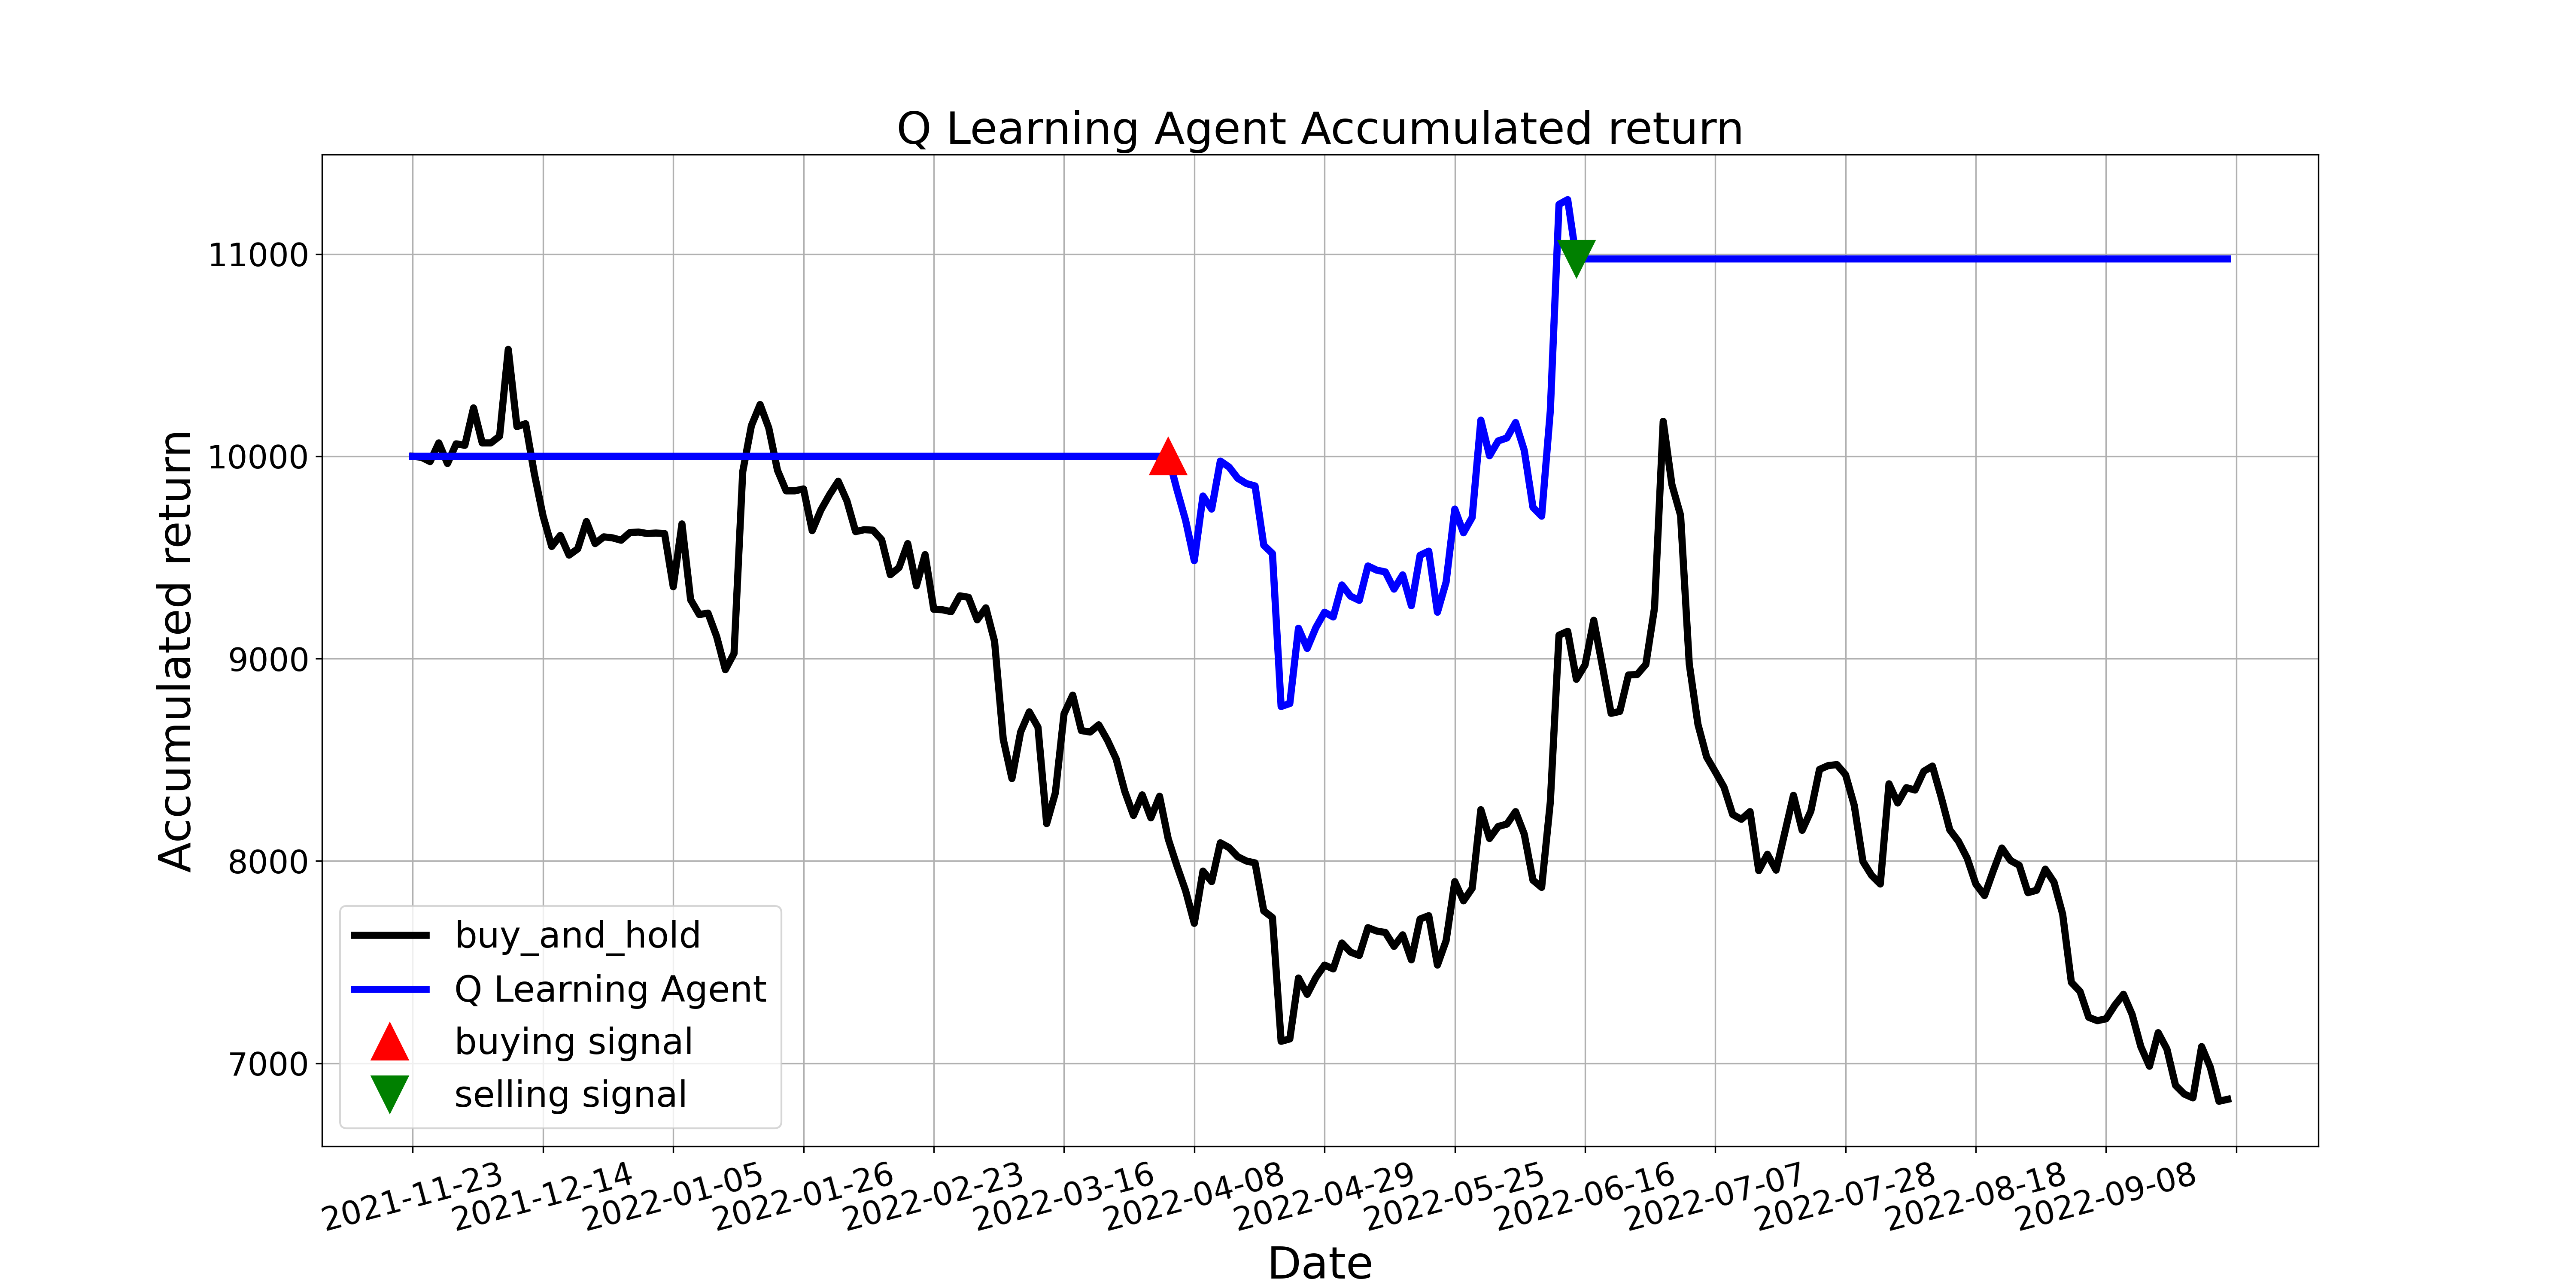 Q Learning Agent Accumulated return
Accumulated return
11000
10000
9000
8000
7000
buy_and_hold
Q Learning Agent
buying signal
selling signal
2021-11-23
2021-12-14
2022-01-05
2022-01-26
2022-02-23
2022-03-16
2022-04-08
2022-04-29
2022-05-25
2022-06-16
2022-07-07
2022-07-28
2022-08-18
2022-09-08
Date